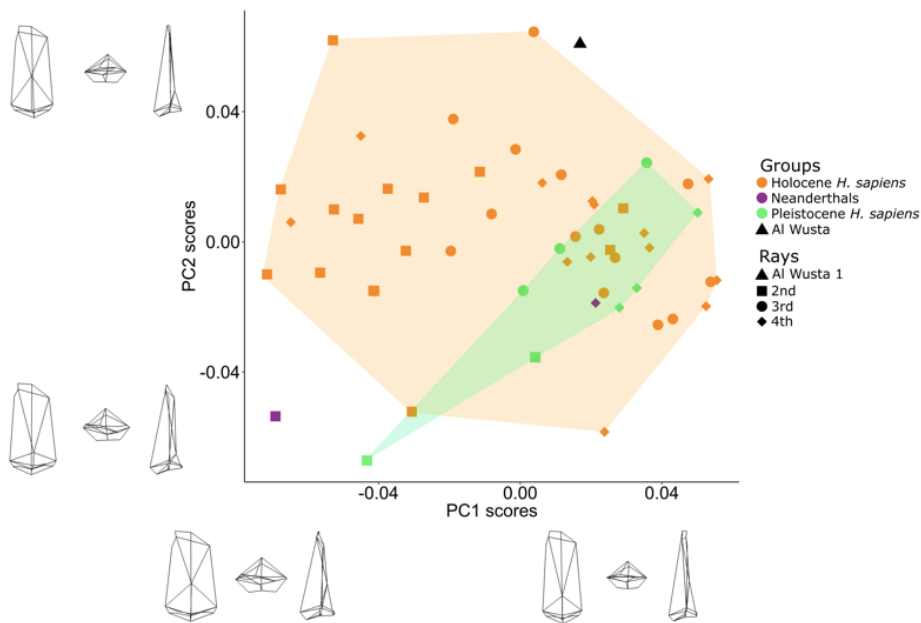 0.04
0.00
-0.04
PC2 scores
-0.04
0.00
0.04
PC1 scores
Groups
Holocene H. sapiens
Neanderthals
Pleistocene H. sapiens
Al Wusta
Rays
Al Wusta 1
2nd
3rd
4th